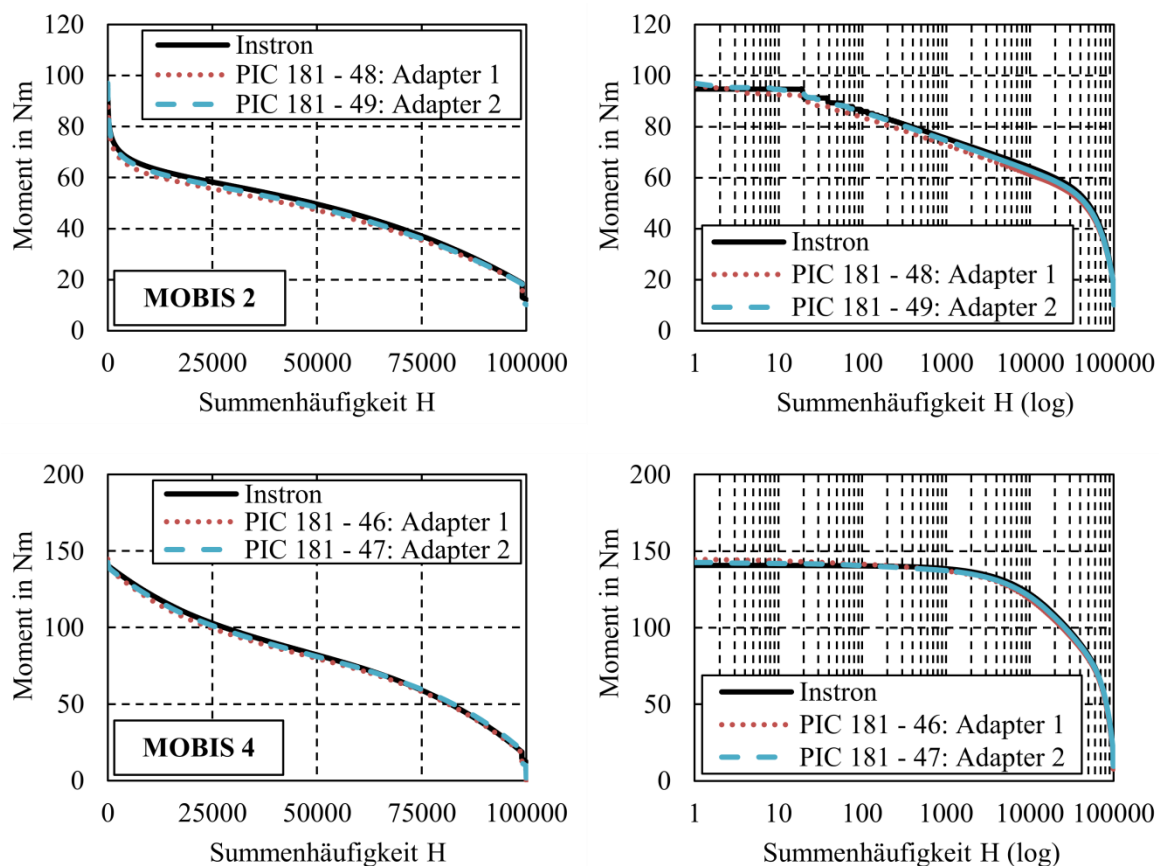 Moment in Nm
120
100
80
60
40
20
0
Instron
PIC 181 - 48: Adapter 1
PIC 181 - 49: Adapter 2
MOBIS 2
0 25000 50000 75000 100000
Summenhäufigkeit H
Moment in Nm
120
100
80
60
40
20
0
Instron
PIC 181 - 48: Adapter 1
PIC 181 - 49: Adapter 2
1 10 100 1000 10000 100000
Summenhäufigkeit H (log)
Moment in Nm
200
150
100
50
0
Instron
PIC 181 - 46: Adapter 1
PIC 181 - 47: Adapter 2
MOBIS 4
0 25000 50000 75000 100000
Summenhäufigkeit H
Moment in Nm
200
150
100
50
0
Instron
PIC 181 - 46: Adapter 1
PIC 181 - 47: Adapter 2
1 10 100 1000 10000 100000
Summenhäufigkeit H (log)